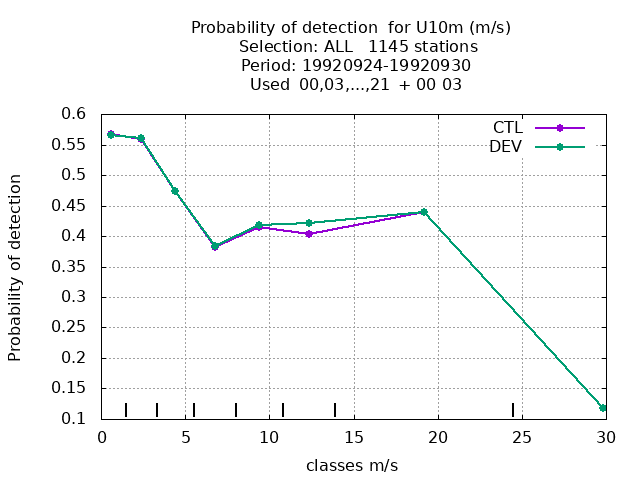 Probability of detection  for U10m (m/s)
Selection: ALL   1145 stations
Period: 19920924-19920930
Used  00,03,...,21  + 00 03
CTL
DEV
Probability of detection
0.6
0.55
0.5
0.45
0.4
0.35
0.3
0.25
0.2
0.15
0.1
0 5 10 15 20 25 30
classes m/s